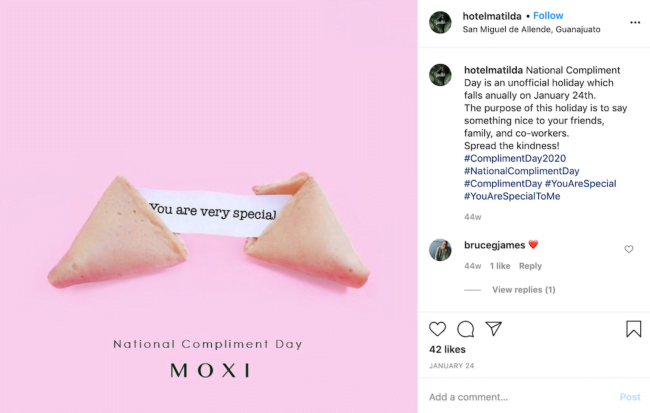 You are very special
National Compliment Day
MOXI
hotelmatilda • Follow
San Miguel de Allende, Guanajuato
hotelmatilda National Compliment
Day is an unofficial holiday which
falls anually on January 24th.
The purpose of this holiday is to say
something nice to your friends,
family, and co-workers.
Spread the kindness!
#ComplimentDay2020
#NationalComplimentDay
#ComplimentDay #YouAreSpecial
#YouAreSpecialToMe
44w
brucegjames ❤️
44w 1 like Reply
View replies (1)
42 likes
JANUARY 24
Add a comment... Post